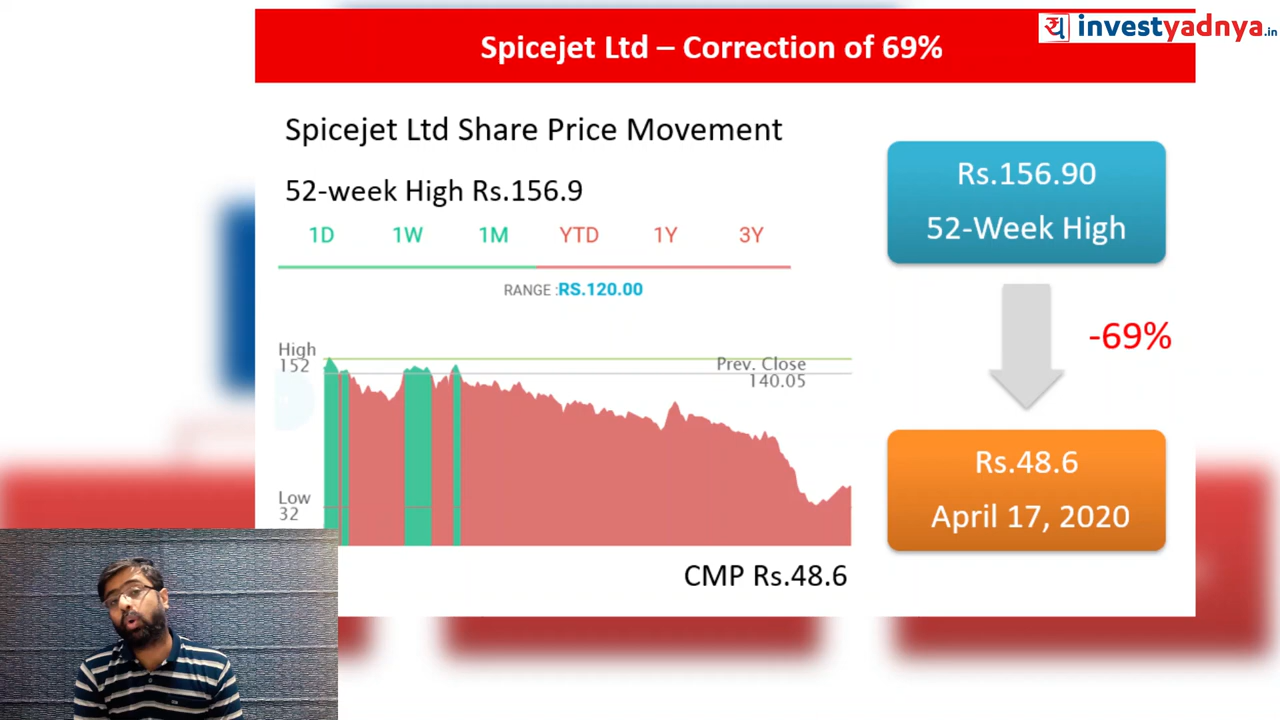 Spicejet Ltd – Correction of 69%
यु investyadnya.in
Spicejet Ltd Share Price Movement
52-week High Rs.156.9
1D 1W 1M YTD 1Y 3Y
RANGE :RS.120.00
High
152
Prev. Close
140.05
Low
32
CMP Rs.48.6
Rs.156.90
52-Week High
-69%
Rs.48.6
April 17, 2020